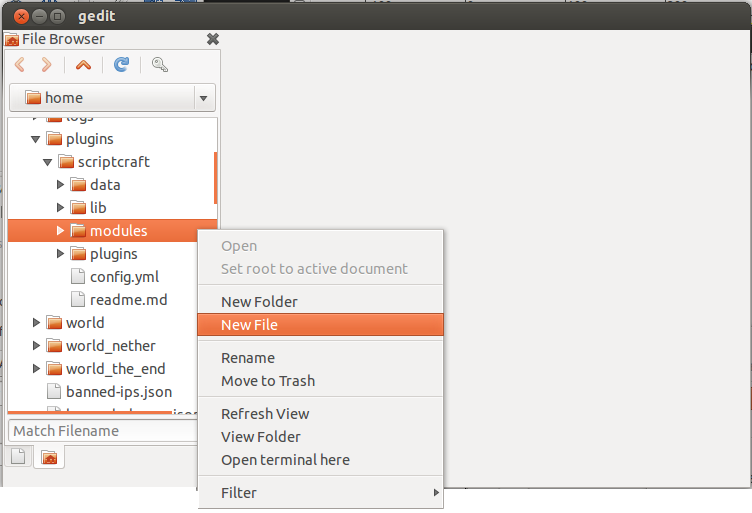 gedit
File Browser
home
logs
plugins
scriptcraft
data
lib
modules
plugins
config.yml
readme.md
world
world_nether
world_the_end
banned-ips.json
Match Filename
Open
Set root to active document
New Folder
New File
Rename
Move to Trash
Refresh View
View Folder
Open terminal here
Filter